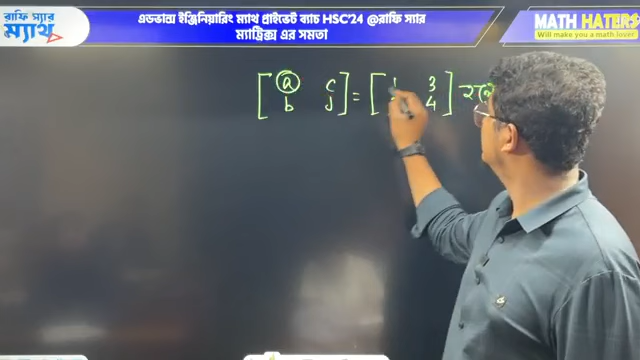 রাফি স্যার
ম্যাথ
এডভান্স ইঞ্জিনিয়ারিং ম্যাথ প্রাইভেট ব্যাচ HSC'24 @রাফি স্যার
ম্যাট্রিক্স এর সমতা
MATH HATERS
Will make you a math lover
[ a c ] = [ 1 3 ]
[ b d ] [ 4 ]